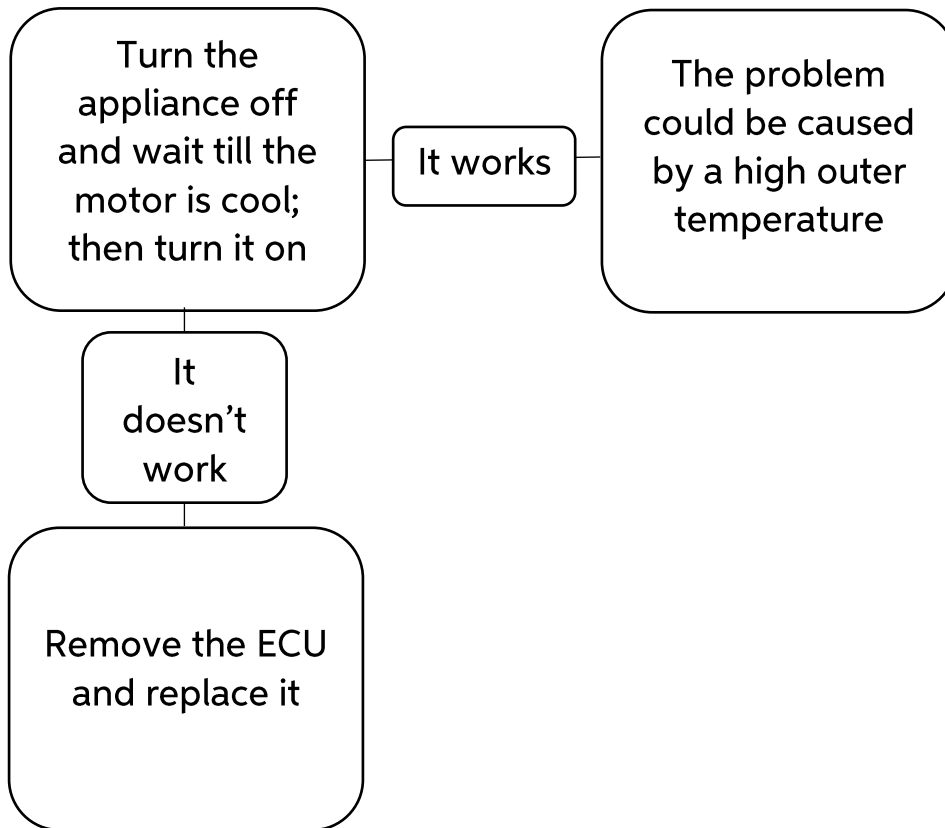 Turn the
appliance off
and wait till the
motor is cool;
then turn it on
It works
The problem
could be caused
by a high outer
temperature
It
doesn’t
work
Remove the ECU
and replace it